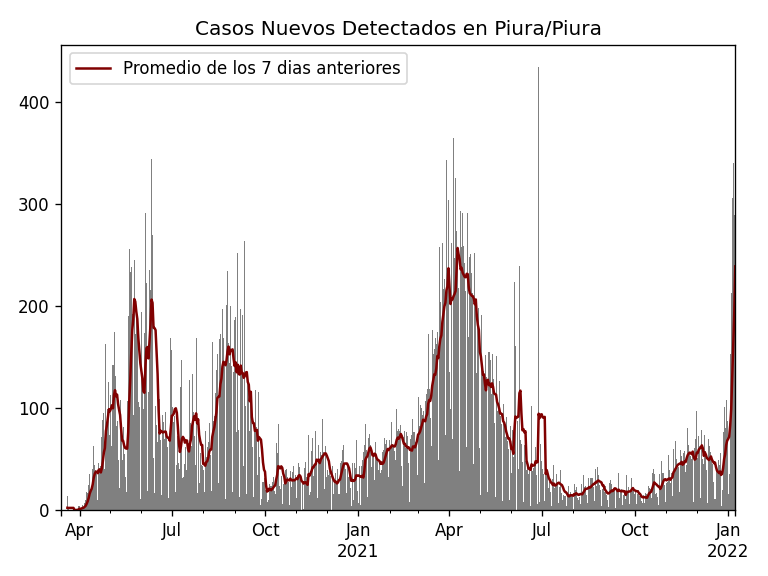 Casos Nuevos Detectados en Piura/Piura
Promedio de los 7 dias anteriores
400
300
200
100
0
Apr Jul Oct Jan Apr Jul Oct Jan
2021 2022